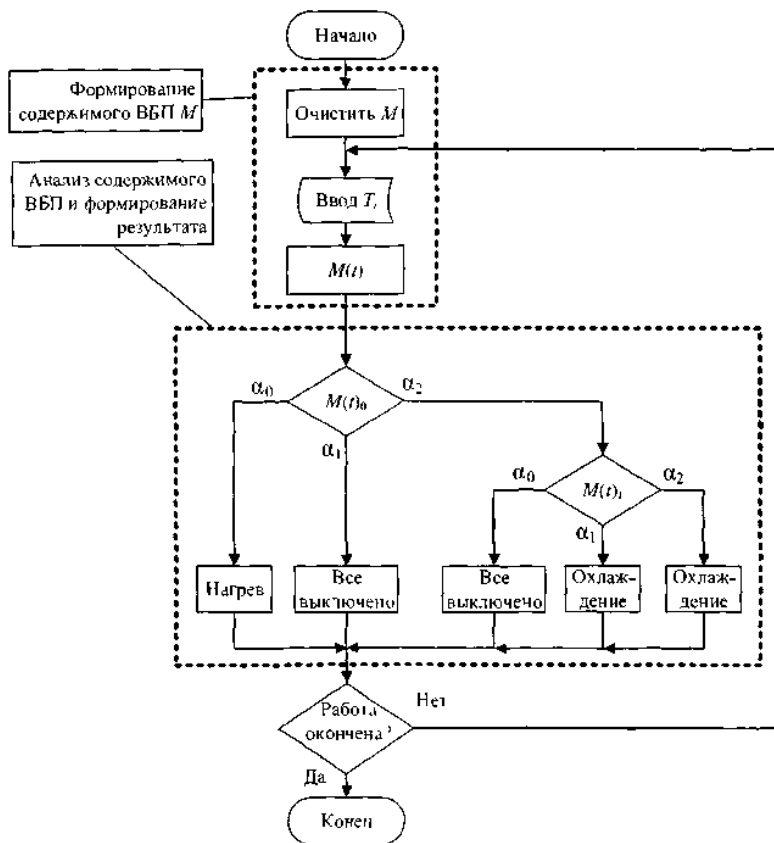 Начало
Формирование
содержимого ВБП M
Очистить M
Анализ содержимого
ВБП и формирование
результата
Ввод Tᵢ
M(t)
α₀
M(t)₀
α₂
α₁
α₀
M(t)₁
α₂
α₁
Нагрев
Все
выключено
Все
выключено
Охлаж-
дение
Охлаж-
дение
Работа
окончена?
Нет
Да
Конец